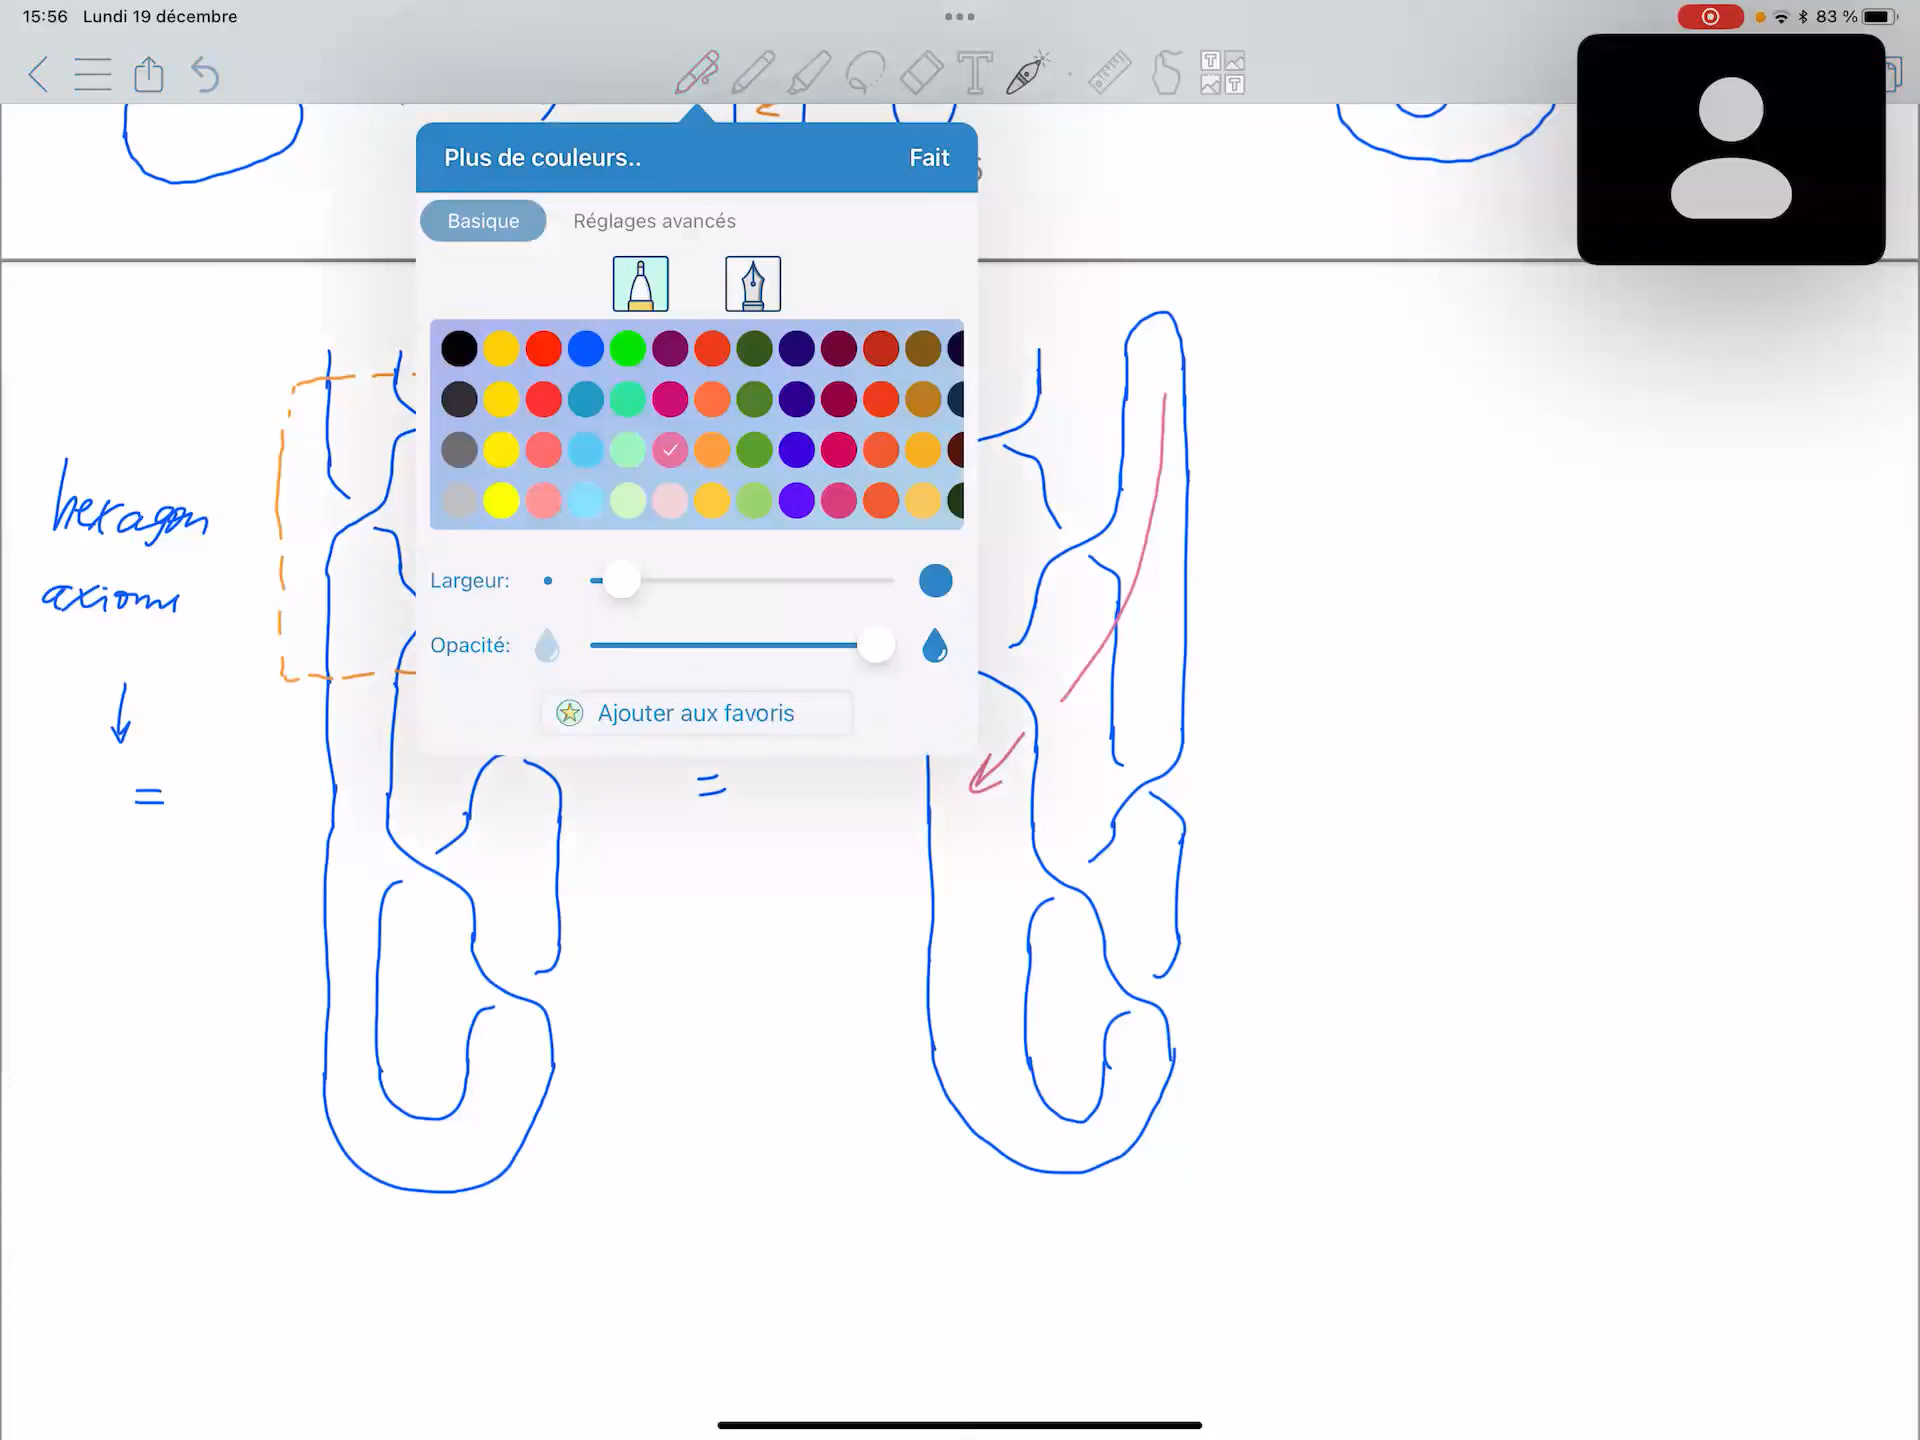 15:56 Lundi 19 décembre
83 %
Plus de couleurs.. Fait
Basique Réglages avancés
Largeur:
Opacité:
Ajouter aux favoris
hexagon
axioms
=
=